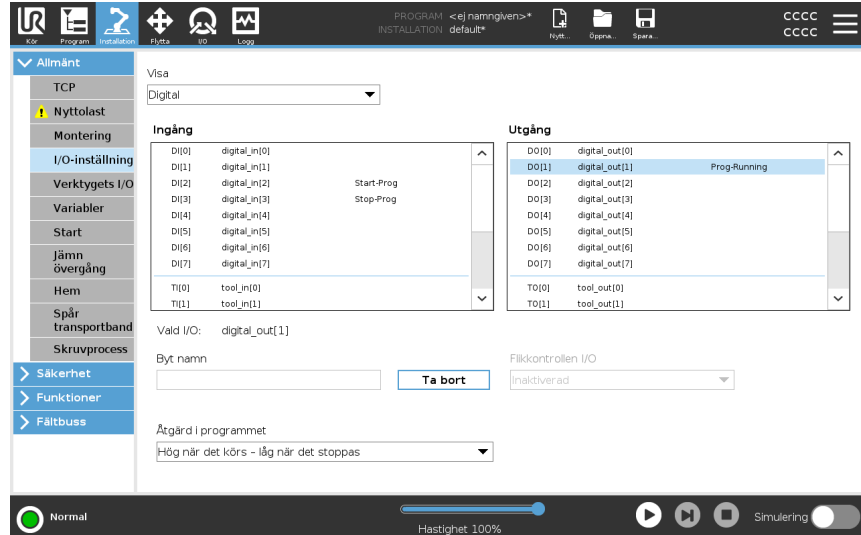 UR
PROGRAM <ej namngiven>*
INSTALLATION default*
Kör Program Installation Flytta I/O Logg
Nytt... Öppna... Spara...
CCCC
CCCC
Allmänt
TCP
Nyttolast
Montering
I/O-inställning
Verktygets I/O
Variabler
Start
Jämn
övergång
Hem
Spår
transportband
Skruvprocess
Säkerhet
Funktioner
Fältbuss
Visa
Digital
Ingång
DI[0] digital_in[0]
DI[1] digital_in[1]
DI[2] digital_in[2] Start-Prog
DI[3] digital_in[3] Stop-Prog
DI[4] digital_in[4]
DI[5] digital_in[5]
DI[6] digital_in[6]
DI[7] digital_in[7]
TI[0] tool_in[0]
TI[1] tool_in[1]
Utgång
DO[0] digital_out[0]
DO[1] digital_out[1] Prog-Running
DO[2] digital_out[2]
DO[3] digital_out[3]
DO[4] digital_out[4]
DO[5] digital_out[5]
DO[6] digital_out[6]
DO[7] digital_out[7]
TO[0] tool_out[0]
TO[1] tool_out[1]
Vald I/O: digital_out[1]
Byt namn
Ta bort
Flikkontrollen I/O
Inaktiverad
Åtgärd i programmet
Hög när det körs - låg när det stoppas
Normal
Hastighet 100%
Simulering